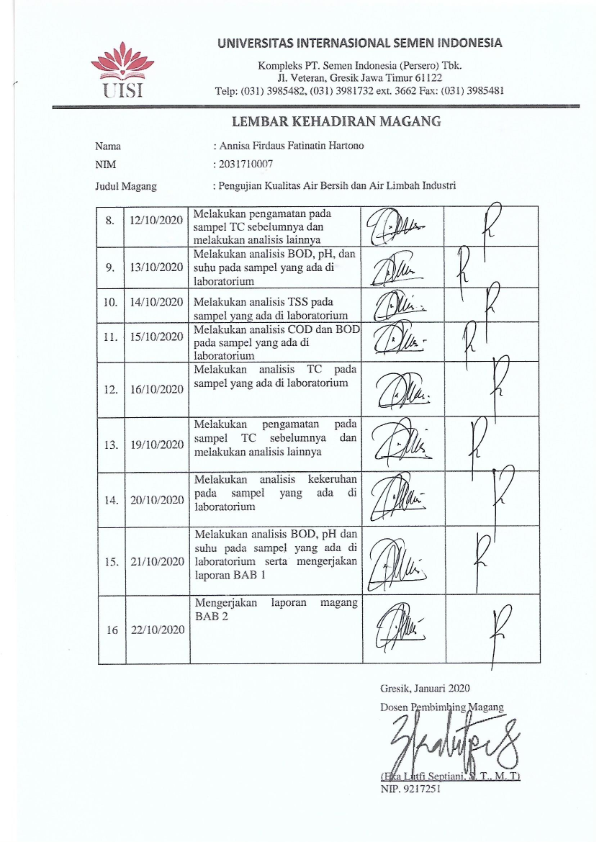 UISI
UNIVERSITAS INTERNASIONAL SEMEN INDONESIA
Kompleks PT. Semen Indonesia (Persero) Tbk.
Jl. Veteran, Gresik Jawa Timur 61122
Telp: (031) 3985482, (031) 3981732 ext. 3662 Fax: (031) 3985481
LEMBAR KEHADIRAN MAGANG
Nama : Annisa Firdaus Fatinatin Hartono
NIM : 2031710007
Judul Magang : Pengujian Kualitas Air Bersih dan Air Limbah Industri
8. 12/10/2020 Melakukan pengamatan pada
sampel TC sebelumnya dan
melakukan analisis lainnya
9. 13/10/2020 Melakukan analisis BOD, pH, dan
suhu pada sampel yang ada di
laboratorium
10. 14/10/2020 Melakukan analisis TSS pada
sampel yang ada di laboratorium
11. 15/10/2020 Melakukan analisis COD dan BOD
pada sampel yang ada di
laboratorium
12. 16/10/2020 Melakukan analisis TC pada
sampel yang ada di laboratorium
13. 19/10/2020 Melakukan pengamatan pada
sampel TC sebelumnya dan
melakukan analisis lainnya
14. 20/10/2020 Melakukan analisis kekeruhan
pada sampel yang ada di
laboratorium
15. 21/10/2020 Melakukan analisis BOD, pH dan
suhu pada sampel yang ada di
laboratorium serta mengerjakan
laporan BAB 1
16 22/10/2020 Mengerjakan laporan magang
BAB 2
Gresik, Januari 2020
Dosen Pembimbing Magang
(Eka Lutfi Septiani, S. T., M. T)
NIP. 9217251